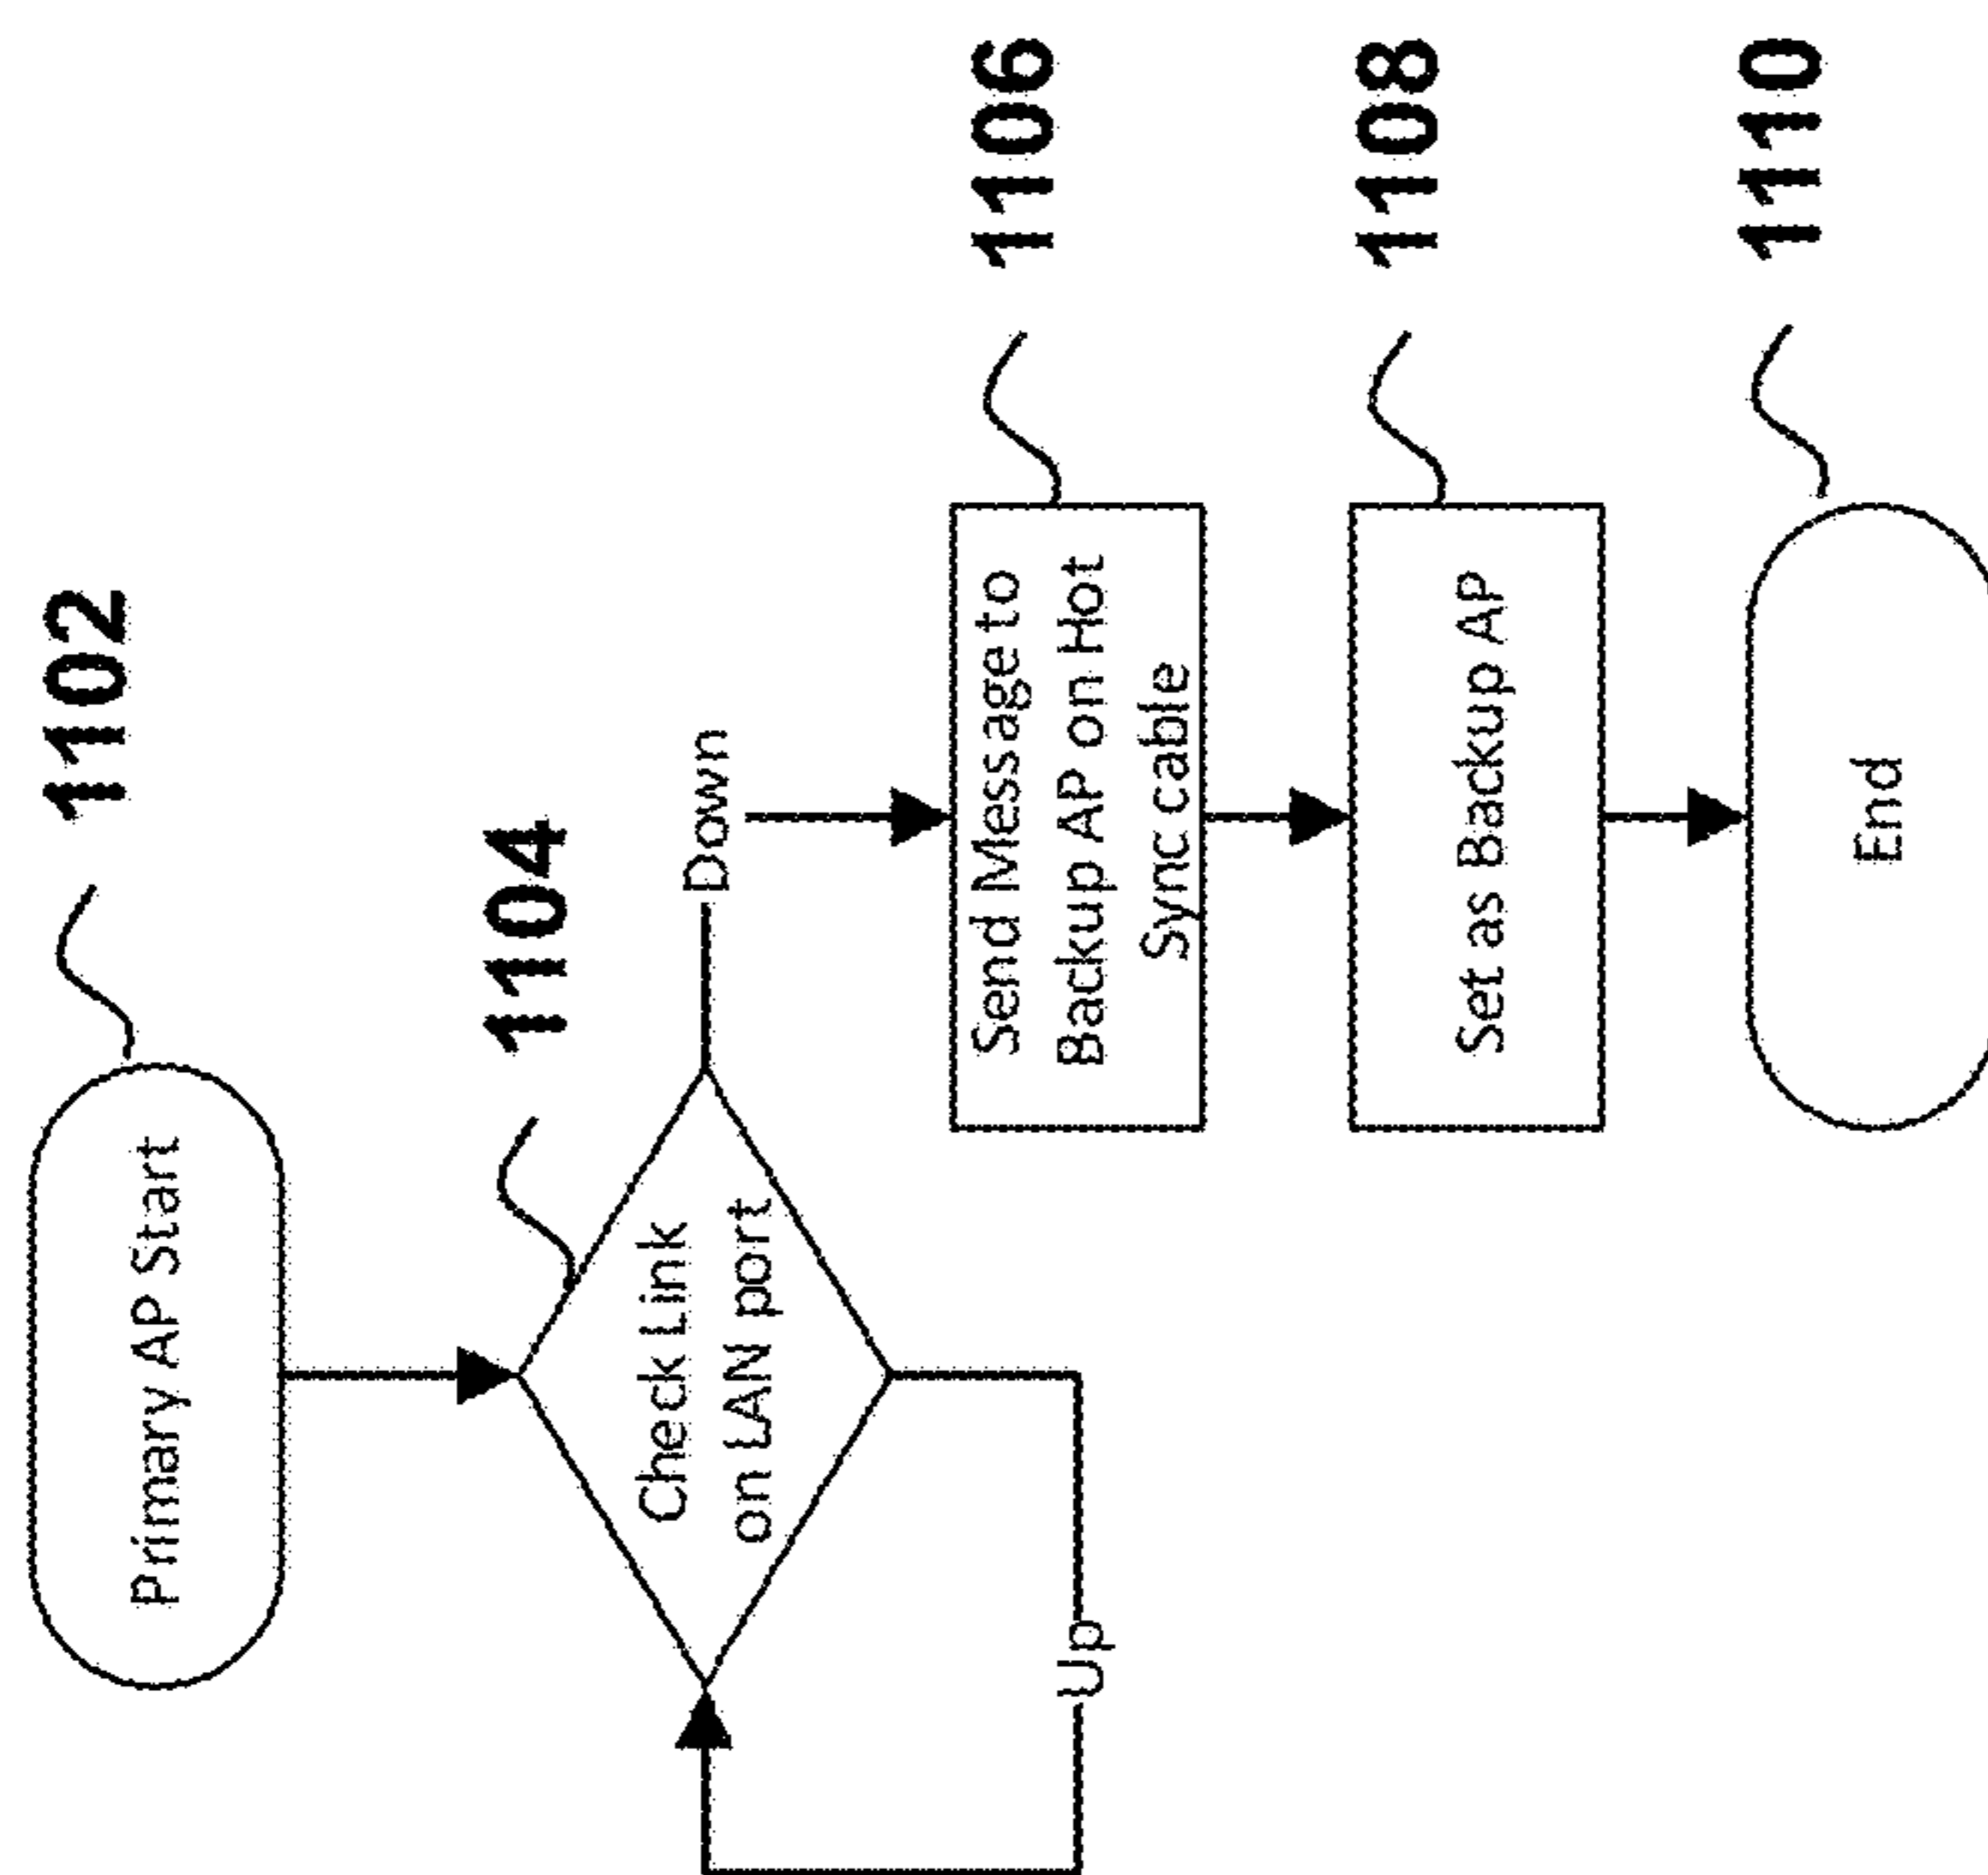 1102
Primary AP Start
1104
Check Link
on LAN port
Down
Up
1106
Send Message to
Backup AP on Hot
Sync cable
1108
Set as Backup AP
1110
End